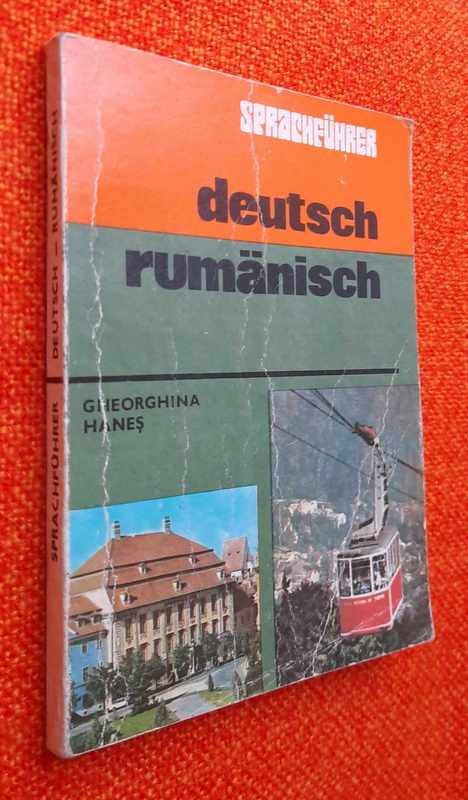 SPRACHFÜHRER
deutsch
rumänisch
GHEORGHINA
HANEŞ
SPRACHFÜHRER DEUTSCH – RUMÄNISCH